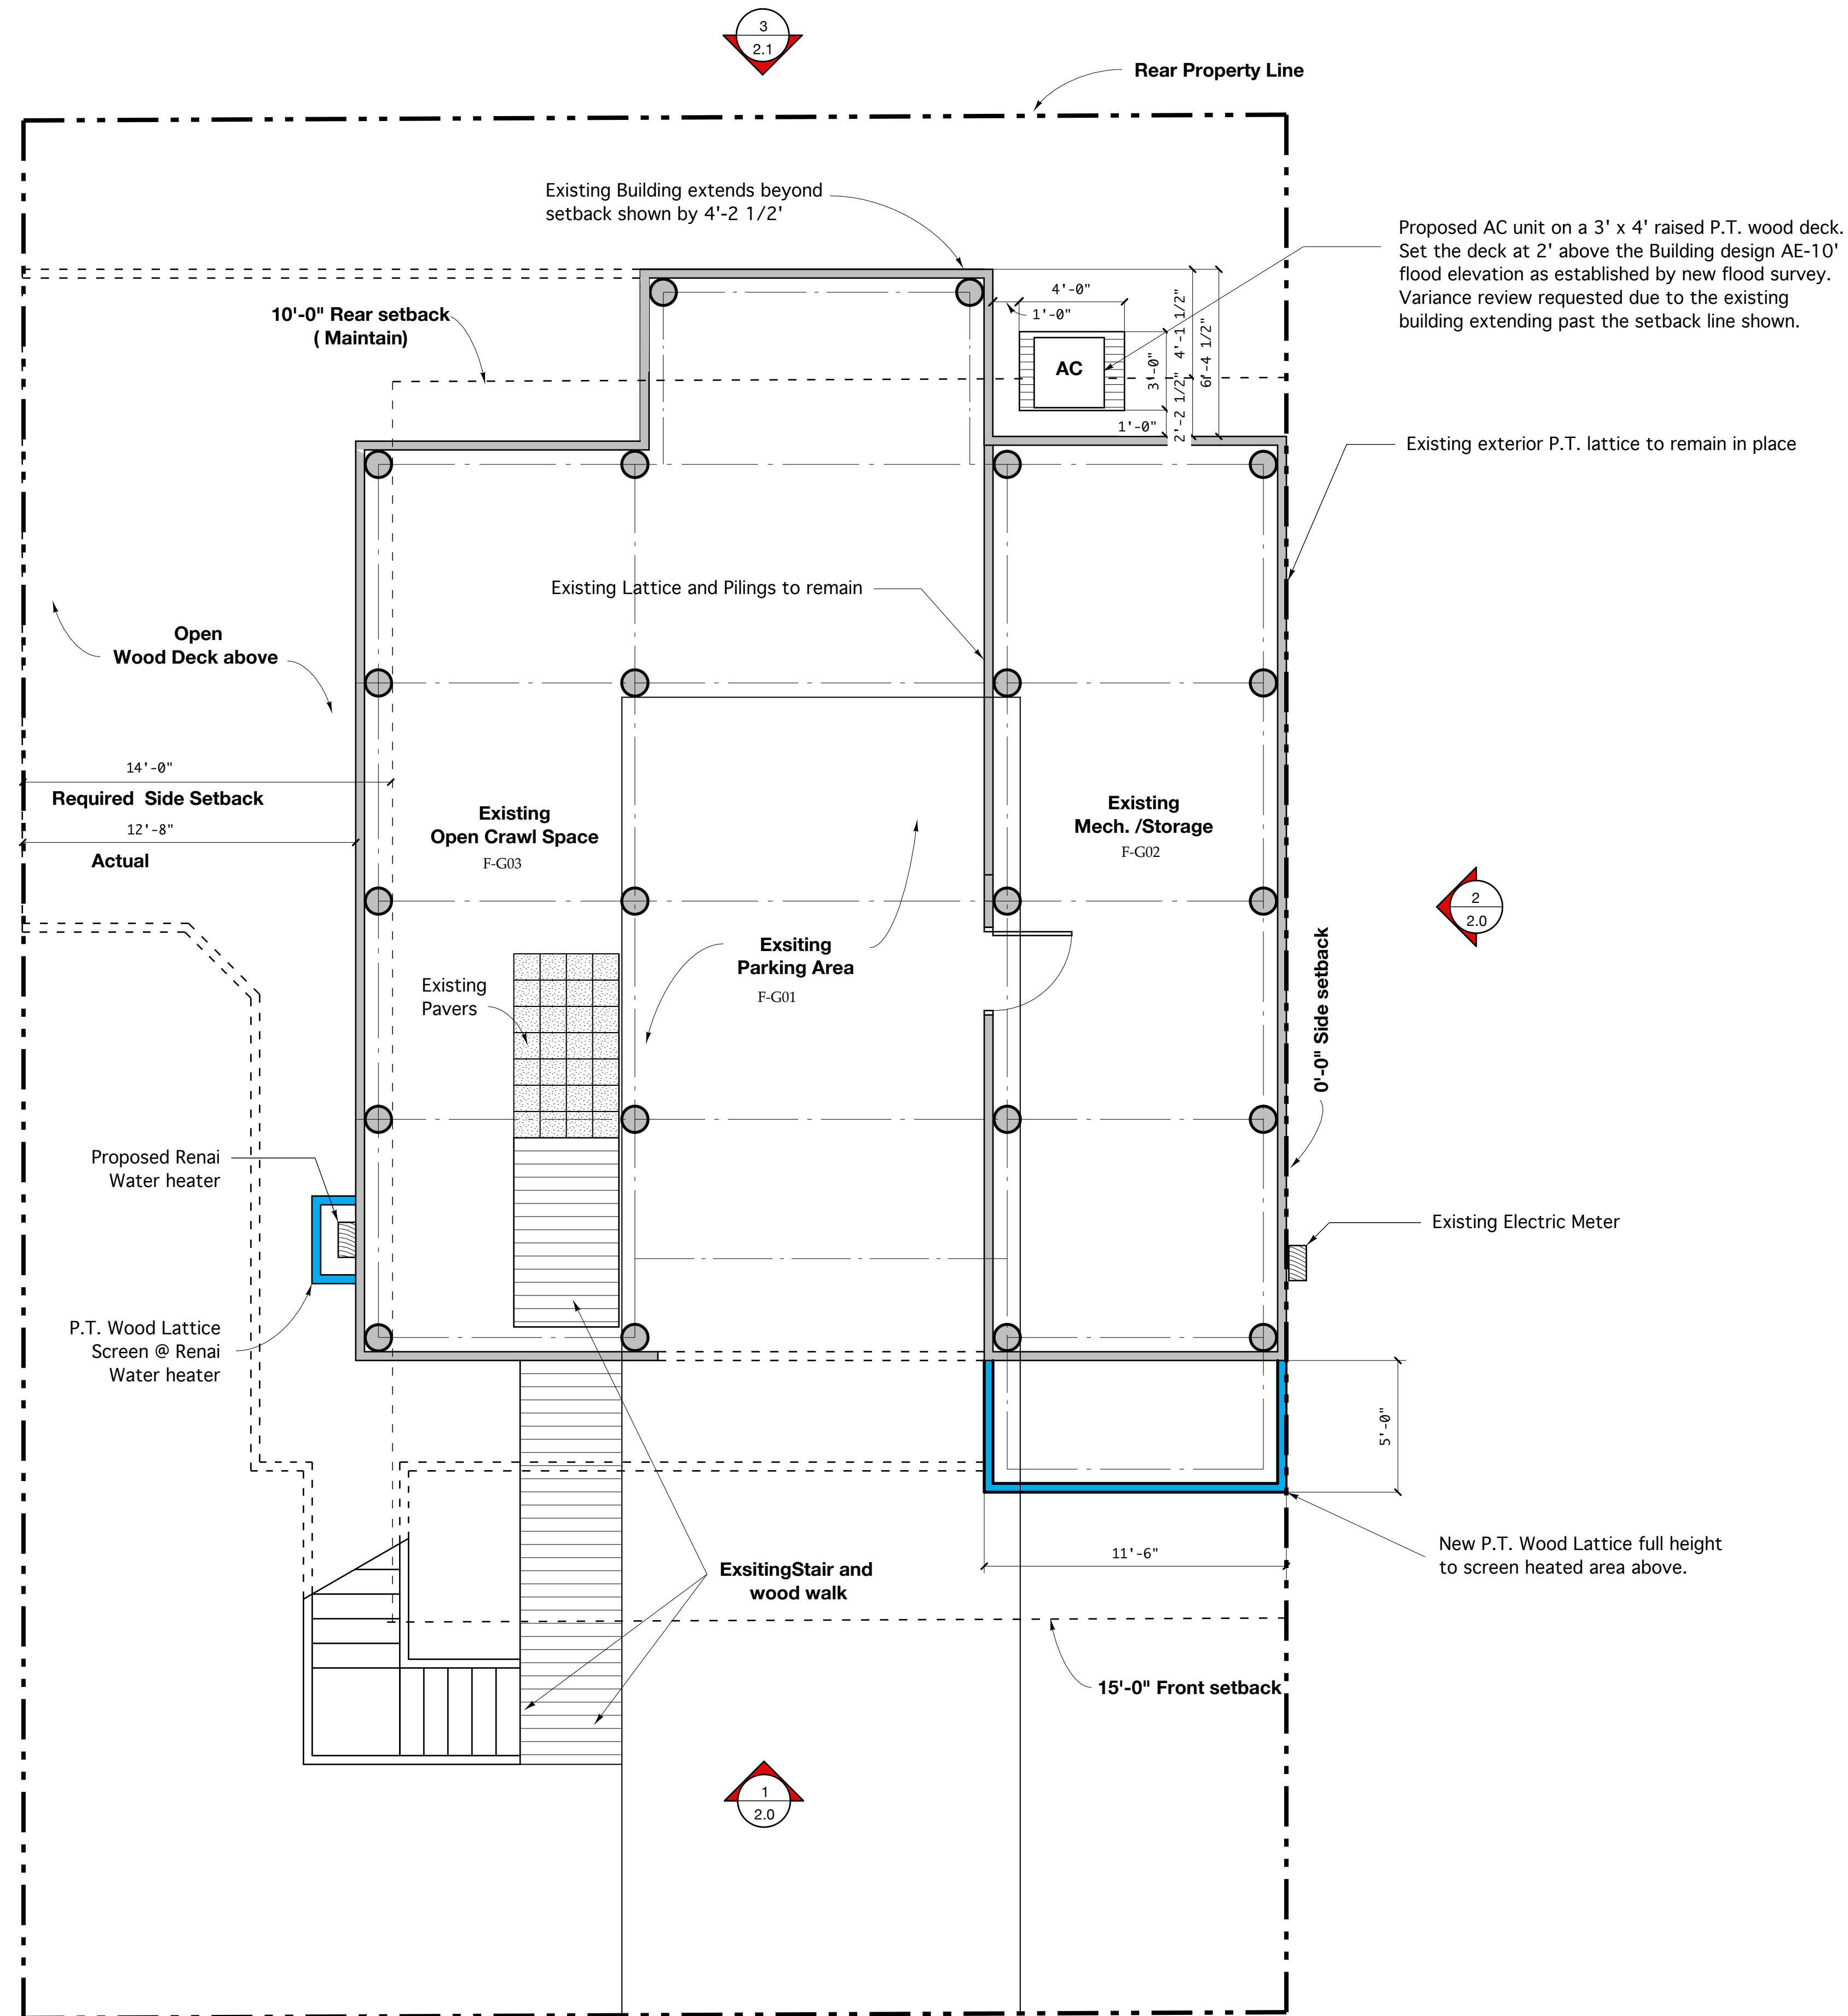 3
2.1
Rear Property Line
Existing Building extends beyond
setback shown by 4'-2 1/2'
Proposed AC unit on a 3' x 4' raised P.T. wood deck.
Set the deck at 2' above the Building design AE-10'
flood elevation as established by new flood survey.
Variance review requested due to the existing
building extending past the setback line shown.
10'-0" Rear setback
( Maintain)
4'-0"
1'-0"
AC
3'-0"
4'-1 1/2"
2'-2 1/2"
6'-4 1/2"
1'-0"
Existing exterior P.T. lattice to remain in place
Existing Lattice and Pilings to remain
Open
Wood Deck above
14'-0"
Required Side Setback
12'-8"
Actual
Existing
Open Crawl Space
F-G03
Existing
Mech. /Storage
F-G02
2
2.0
Exsiting
Parking Area
F-G01
Existing
Pavers
0'-0" Side setback
Proposed Renai
Water heater
Existing Electric Meter
P.T. Wood Lattice
Screen @ Renai
Water heater
5'-0"
11'-6"
New P.T. Wood Lattice full height
to screen heated area above.
ExsitingStair and
wood walk
15'-0" Front setback
1
2.0